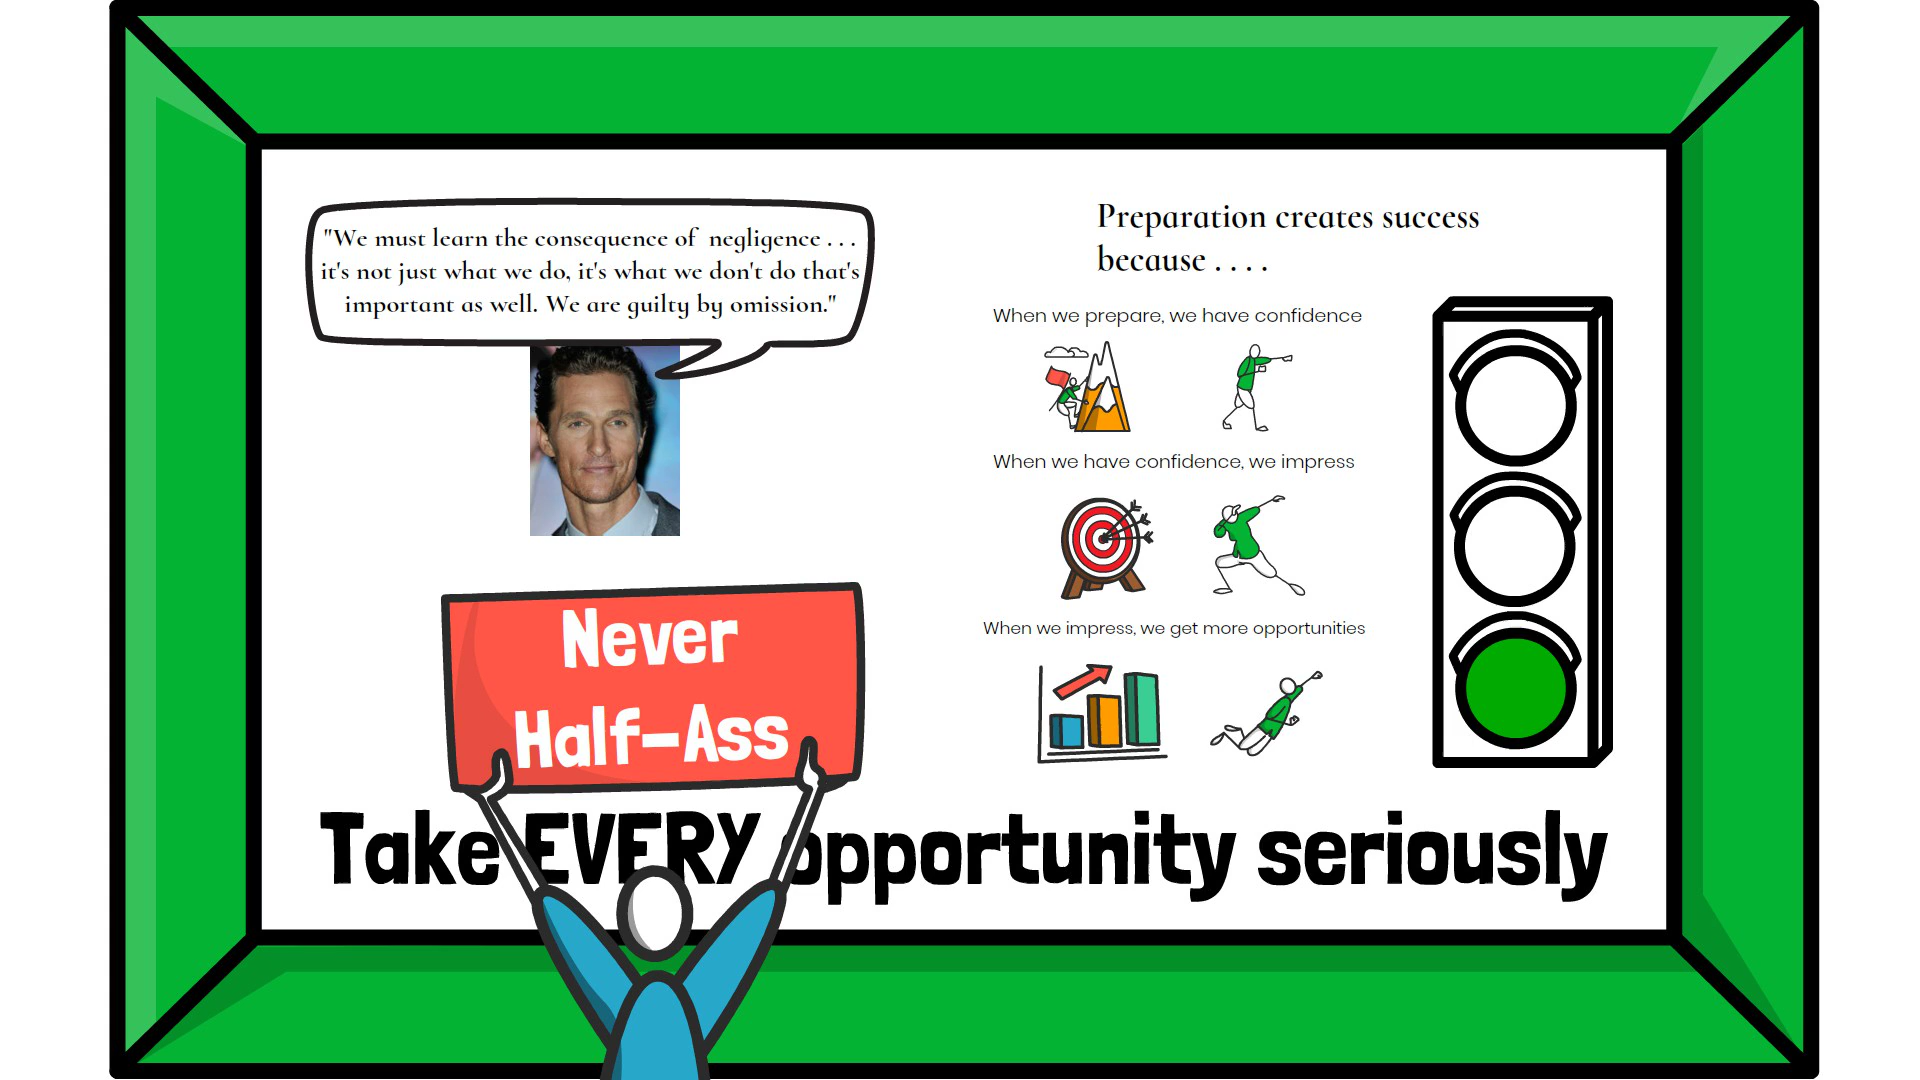 "We must learn the consequence of negligence . . .
it's not just what we do, it's what we don't do that's
important as well. We are guilty by omission."
Never
Half-Ass
Preparation creates success
because . . . .
When we prepare, we have confidence
When we have confidence, we impress
When we impress, we get more opportunities
Take EVERY opportunity seriously